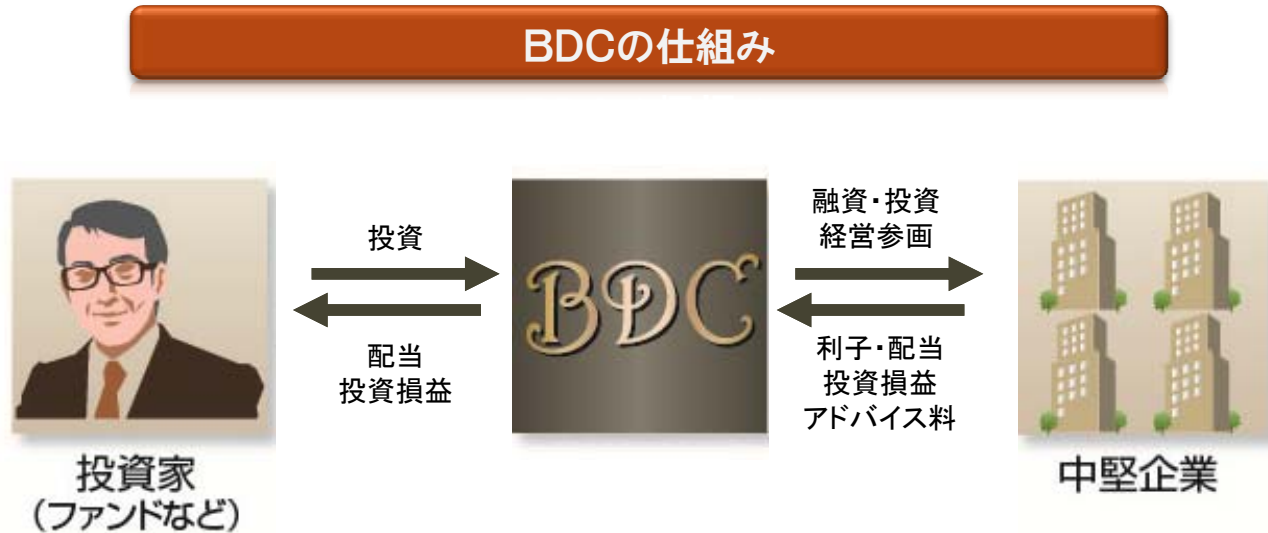 BDCの仕組み
投資
配当
投資損益
BDC
融資・投資
経営参画
利子・配当
投資損益
アドバイス料
投資家
（ファンドなど）
中堅企業